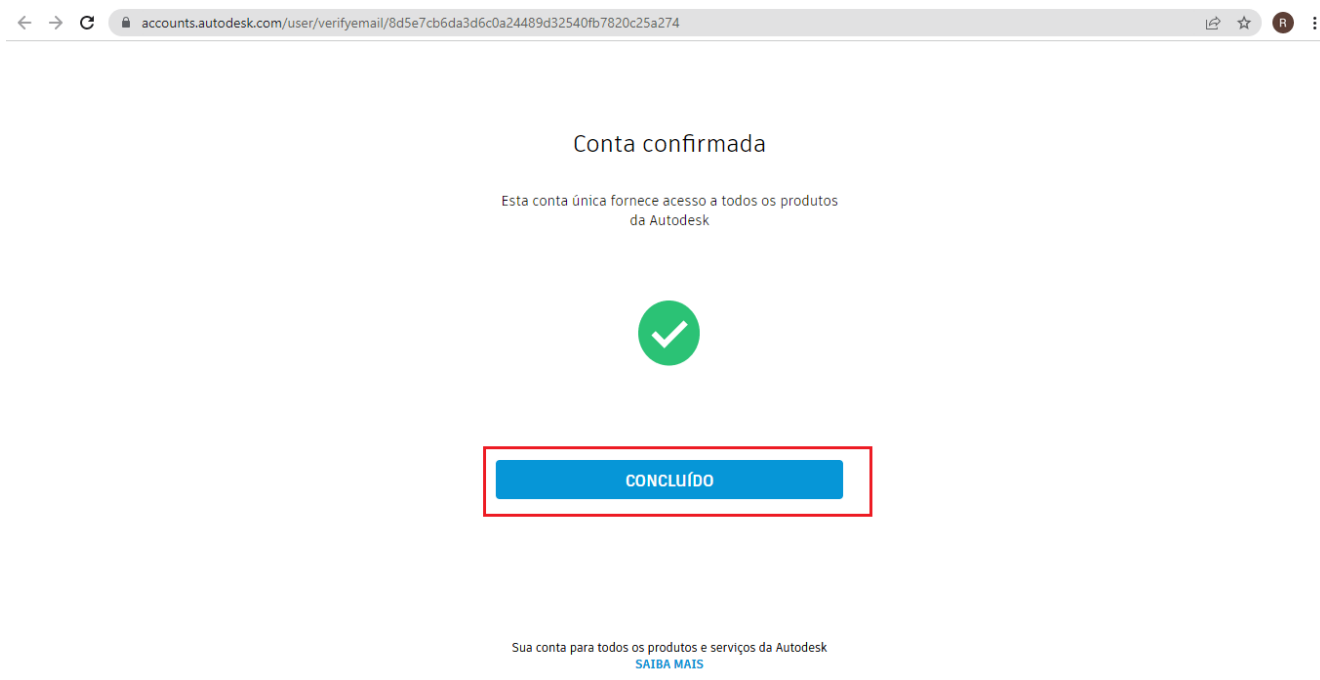 accounts.autodesk.com/user/verifyemail/8d5e7cb6da3d6c0a24489d32540fb7820c25a274
R
Conta confirmada
Esta conta única fornece acesso a todos os produtos
da Autodesk
CONCLUÍDO
Sua conta para todos os produtos e serviços da Autodesk
SAIBA MAIS